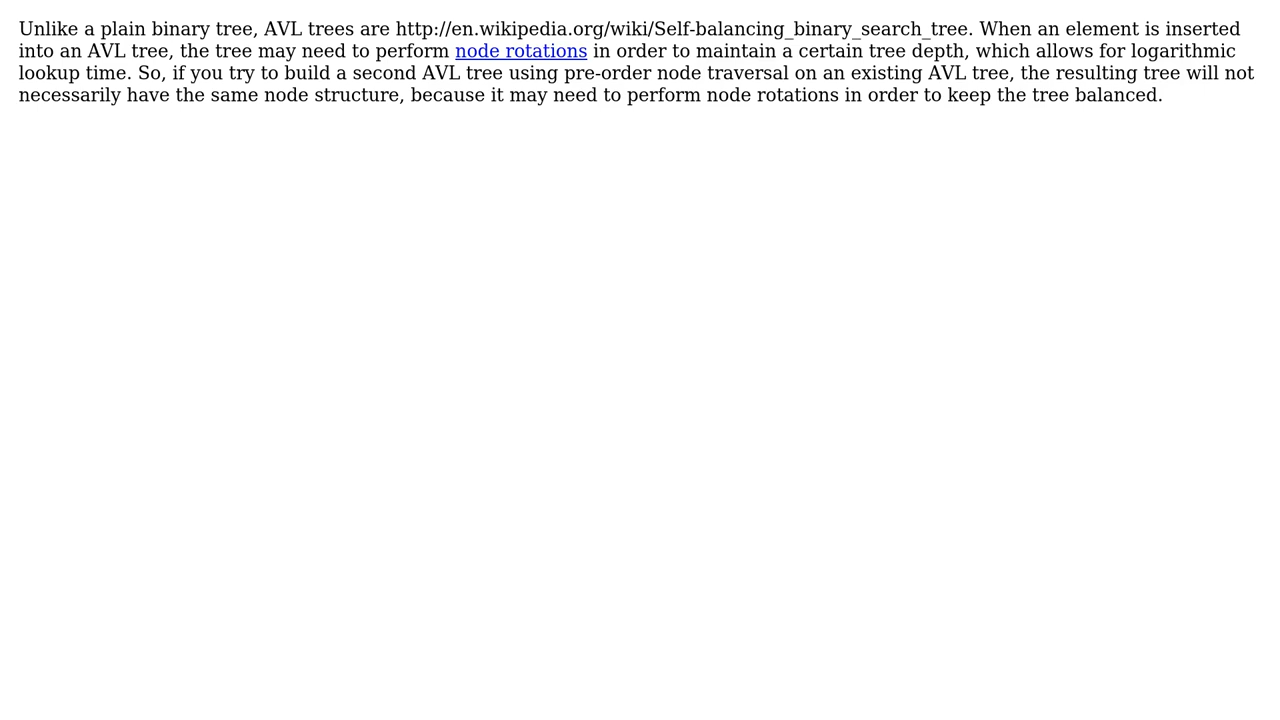 Unlike a plain binary tree, AVL trees are http://en.wikipedia.org/wiki/Self-balancing_binary_search_tree. When an element is inserted
into an AVL tree, the tree may need to perform node rotations in order to maintain a certain tree depth, which allows for logarithmic
lookup time. So, if you try to build a second AVL tree using pre-order node traversal on an existing AVL tree, the resulting tree will not
necessarily have the same node structure, because it may need to perform node rotations in order to keep the tree balanced.